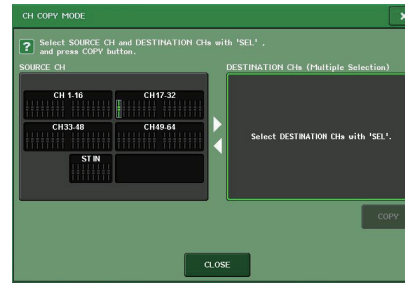 CH COPY MODE
×
? Select SOURCE CH and DESTINATION CHs with 'SEL' ,
and press COPY button.
SOURCE CH
DESTINATION CHs (Multiple Selection)
CH 1-16
CH17-32
CH33-48
CH49-64
ST IN
Select DESTINATION CHs with 'SEL'.
COPY
CLOSE